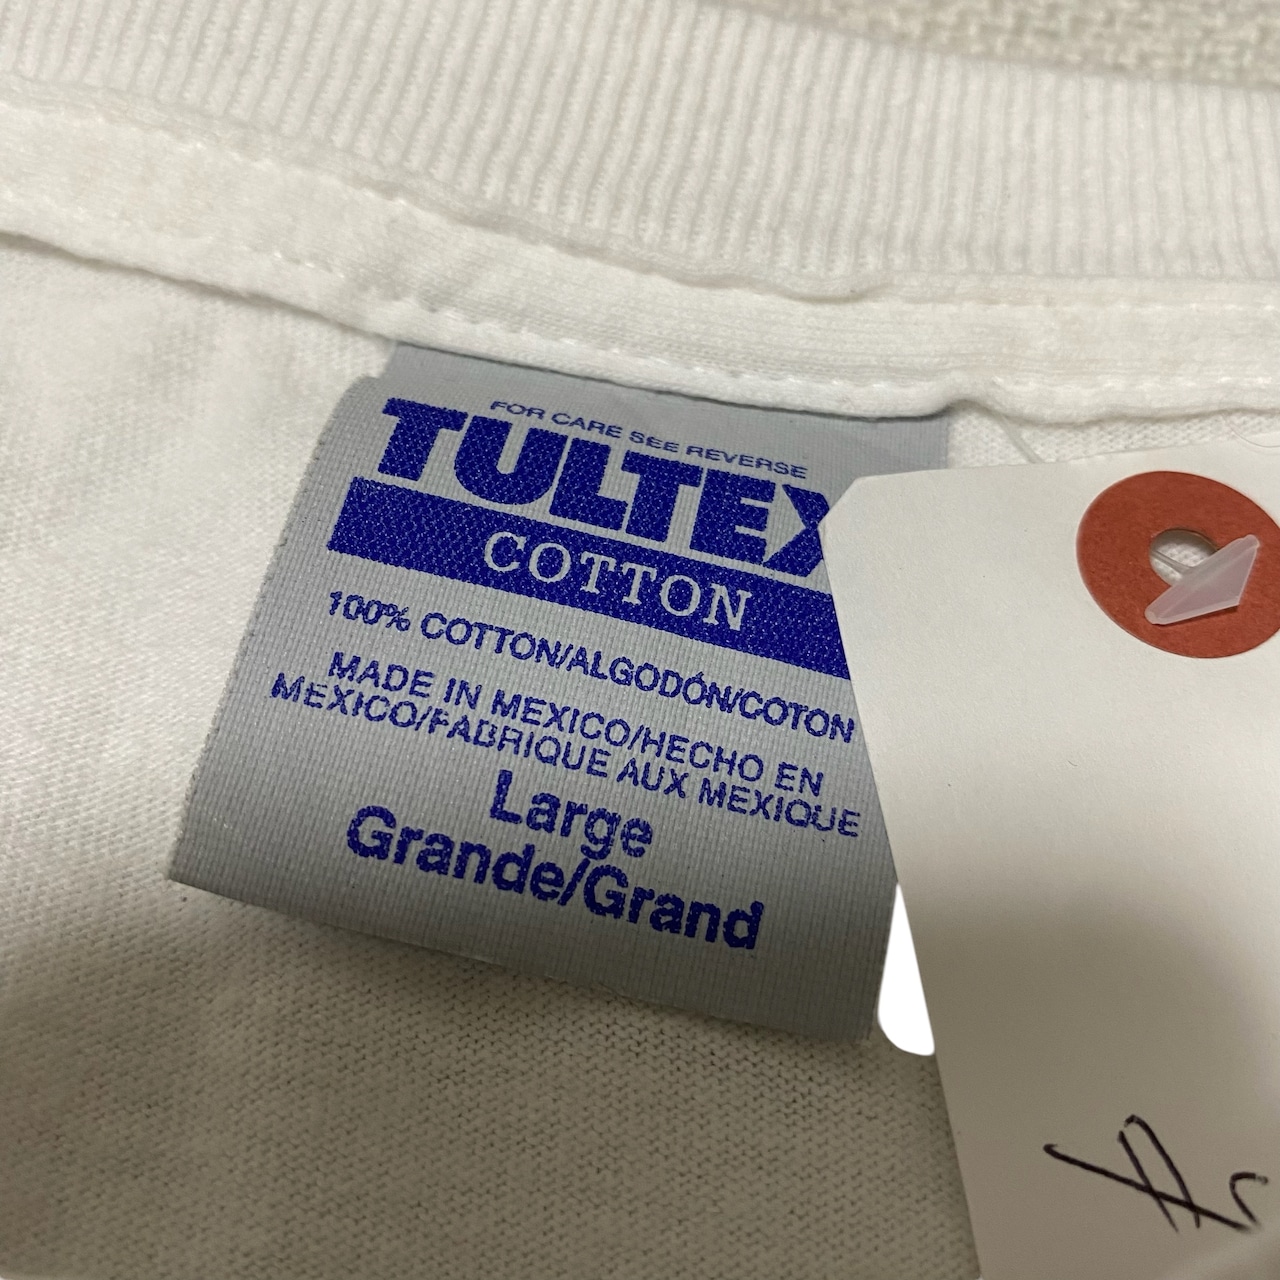 FOR CARE SEE REVERSE
TULTEX
COTTON
100% COTTON/ALGODÓN/COTON
MADE IN MEXICO/HECHO EN
MEXICO/FABRIQUE AUX MEXIQUE
Large
Grande/Grand